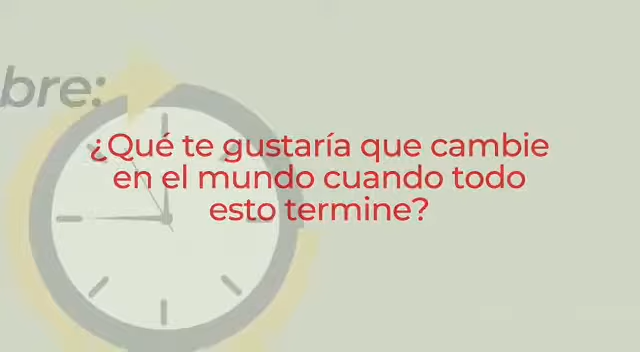 bre:
¿Qué te gustaría que cambie
en el mundo cuando todo
esto termine?